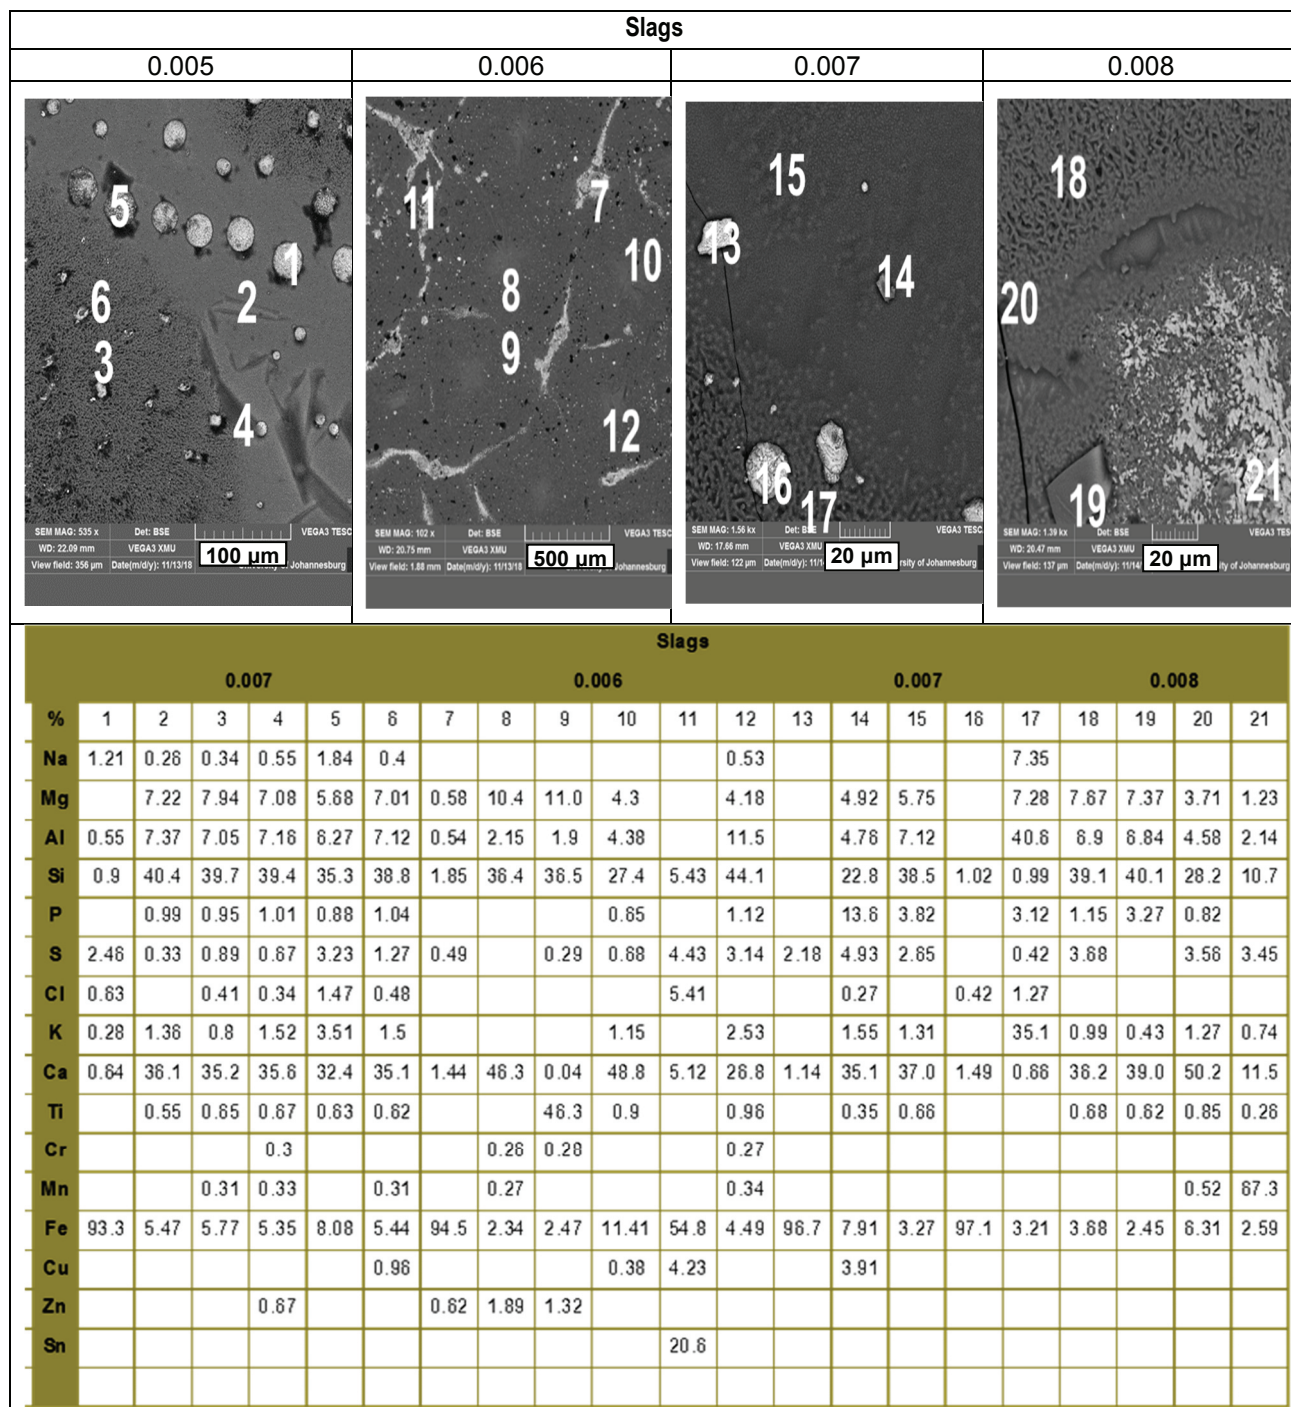 Slags
0.005 0.006 0.007 0.008
5
1
2
6
3
4
SEM MAG: 535 x Det: BSE VEGA3 TESC
WD: 22.09 mm VEGA3 XMU 100 µm
View field: 356 µm Date(m/d/y): 11/13/18 of Johannesburg
11
7
10
8
9
12
SEM MAG: 102 x Det: BSE VEGA3 TESC
WD: 20.75 mm VEGA3 XMU 500 µm
View field: 1.88 mm Date(m/d/y): 11/13/18 Johannesburg
15
13
14
16
17
SEM MAG: 1.56 kx Det: BSE VEGA3 TESC
WD: 17.66 mm VEGA3 XMU 20 µm
View field: 122 µm Date(m/d/y): of Johannesburg
18
20
19
21
SEM MAG: 1.39 kx Det: BSE VEGA3 TES
WD: 20.47 mm VEGA3 XMU 20 µm
View field: 137 µm Date(m/d/y): 11/14 of Johannesburg
Slags
0.007 0.006 0.007 0.008
% 1 2 3 4 5 6 7 8 9 10 11 12 13 14 15 16 17 18 19 20 21
Na 1.21 0.26 0.34 0.55 1.84 0.4 0.53 7.35
Mg 7.22 7.94 7.08 5.68 7.01 0.58 10.4 11.0 4.3 4.18 4.92 5.75 7.28 7.67 7.37 3.71 1.23
Al 0.55 7.37 7.05 7.16 6.27 7.12 0.54 2.15 1.9 4.38 11.5 4.76 7.12 40.6 6.9 6.84 4.58 2.14
Si 0.9 40.4 39.7 39.4 35.3 38.8 1.85 36.4 36.5 27.4 5.43 44.1 22.8 38.5 1.02 0.99 39.1 40.1 28.2 10.7
P 0.99 0.95 1.01 0.88 1.04 0.65 1.12 13.6 3.82 3.12 1.15 3.27 0.82
S 2.46 0.33 0.89 0.67 3.23 1.27 0.49 0.29 0.68 4.43 3.14 2.18 4.93 2.65 0.42 3.68 3.56 3.45
Cl 0.63 0.41 0.34 1.47 0.48 5.41 0.27 0.42 1.27
K 0.28 1.36 0.8 1.52 3.51 1.5 1.15 2.53 1.55 1.31 35.1 0.99 0.43 1.27 0.74
Ca 0.64 36.1 35.2 35.6 32.4 35.1 1.44 46.3 0.04 48.8 5.12 26.8 1.14 35.1 37.0 1.49 0.66 36.2 39.0 50.2 11.5
Ti 0.55 0.65 0.67 0.63 0.62 46.3 0.9 0.96 0.35 0.66 0.68 0.62 0.85 0.26
Cr 0.3 0.26 0.28 0.27
Mn 0.31 0.33 0.31 0.27 0.34 0.52 67.3
Fe 93.3 5.47 5.77 5.35 8.08 5.44 94.5 2.34 2.47 11.41 54.8 4.49 96.7 7.91 3.27 97.1 3.21 3.68 2.45 6.31 2.59
Cu 0.96 0.38 4.23 3.91
Zn 0.67 0.62 1.89 1.32
Sn 20.6